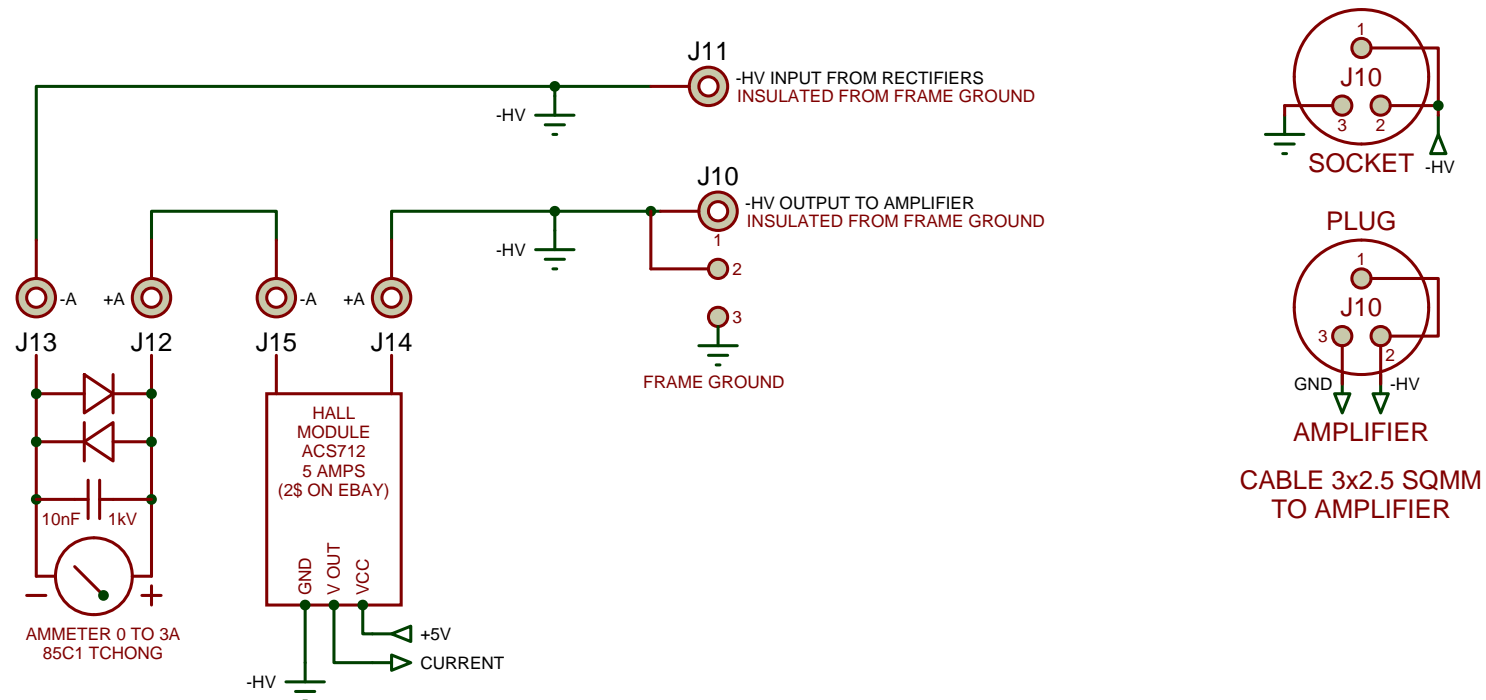 J11
-HV INPUT FROM RECTIFIERS
INSULATED FROM FRAME GROUND
-HV
J10
-HV OUTPUT TO AMPLIFIER
INSULATED FROM FRAME GROUND
-HV
1
2
3
FRAME GROUND
-A
+A
-A
+A
J13
J12
J15
J14
10nF
1kV
−
+
AMMETER 0 TO 3A
85C1 TCHONG
HALL
MODULE
ACS712
5 AMPS
(2$ ON EBAY)
GND
V OUT
VCC
+5V
CURRENT
-HV
1
J10
3
2
SOCKET
-HV
PLUG
1
J10
3
2
GND
-HV
AMPLIFIER
CABLE 3x2.5 SQMM
TO AMPLIFIER